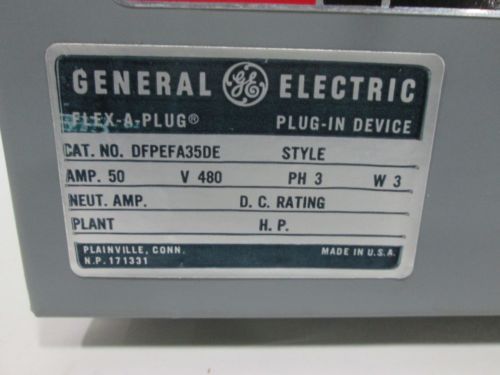 GENERAL GE ELECTRIC
FLEX-A-PLUG® PLUG-IN DEVICE
CAT. NO. DFPEFA35DE STYLE
AMP. 50 V 480 PH 3 W 3
NEUT. AMP. D. C. RATING
PLANT H. P.
PLAINVILLE, CONN. MADE IN U.S.A.
N.P. 171331